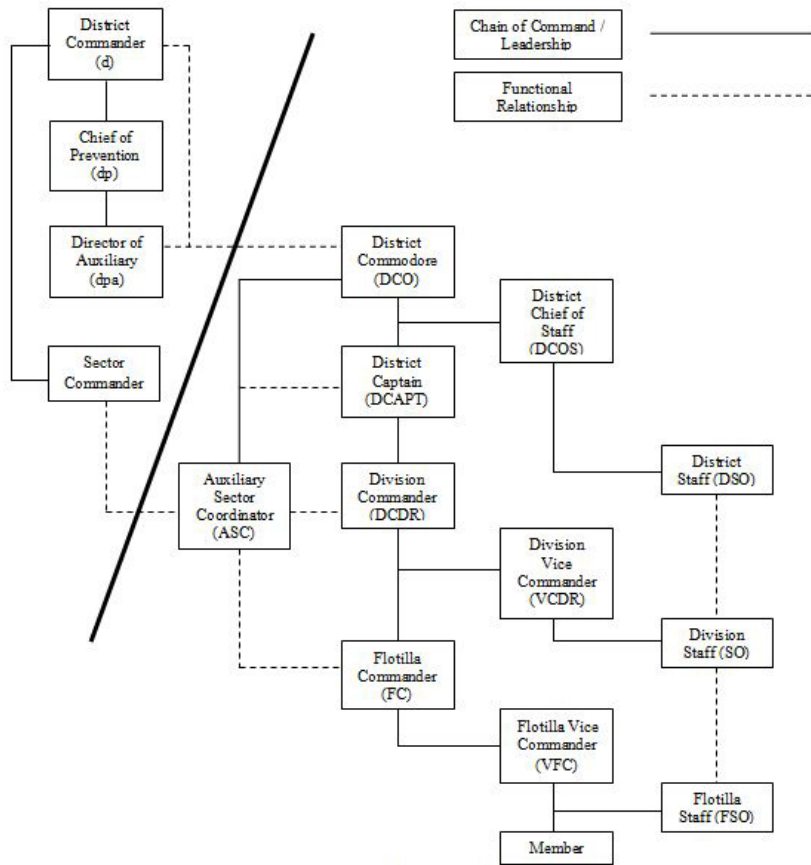 District
Commander
(d)
Chain of Command /
Leadership
Functional
Relationship
Chief of
Prevention
(dp)
Director of
Auxiliary
(dpa)
District
Commodore
(DCO)
District
Chief of
Staff
(DCOS)
Sector
Commander
District
Captain
(DCAPT)
Auxiliary
Sector
Coordinator
(ASC)
Division
Commander
(DCDR)
District
Staff (DSO)
Division
Vice
Commander
(VCDR)
Division
Staff (SO)
Flotilla
Commander
(FC)
Flotilla Vice
Commander
(VFC)
Flotilla
Staff (FSO)
Member